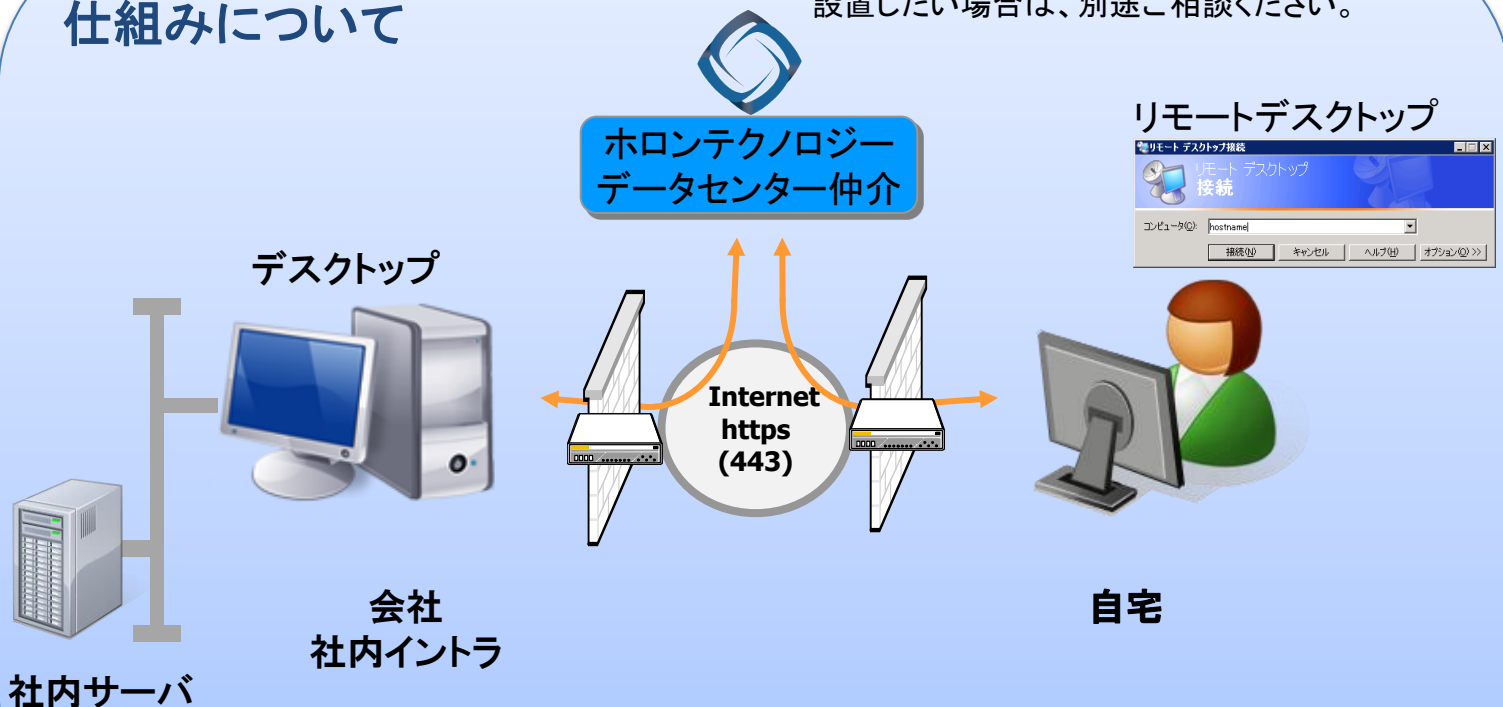 仕組みについて
設置したい場合は、別途ご相談ください。
ホロンテクノロジー
データセンター仲介
リモートデスクトップ
リモート デスクトップ接続
リモート デスクトップ
接続
コンピュータ(C):
hostname
接続(N)
キャンセル
ヘルプ(H)
オプション(O) >>
デスクトップ
Internet
https
(443)
会社
社内イントラ
自宅
社内サーバ